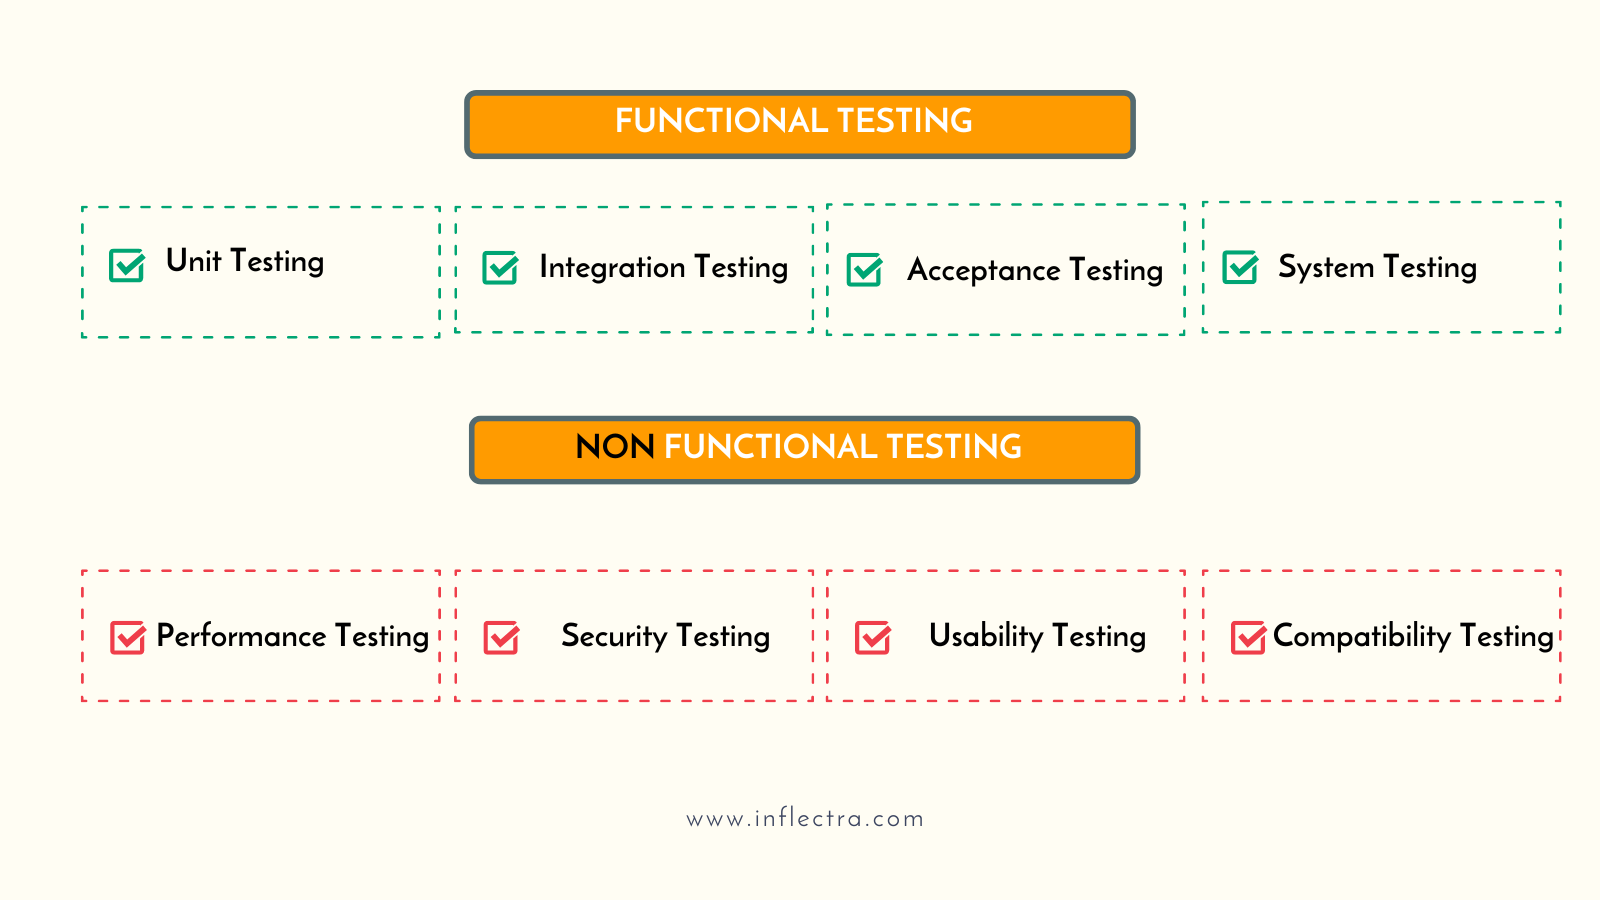 FUNCTIONAL TESTING
Unit Testing
Integration Testing
Acceptance Testing
System Testing
NON FUNCTIONAL TESTING
Performance Testing
Security Testing
Usability Testing
Compatibility Testing
www.inflectra.com